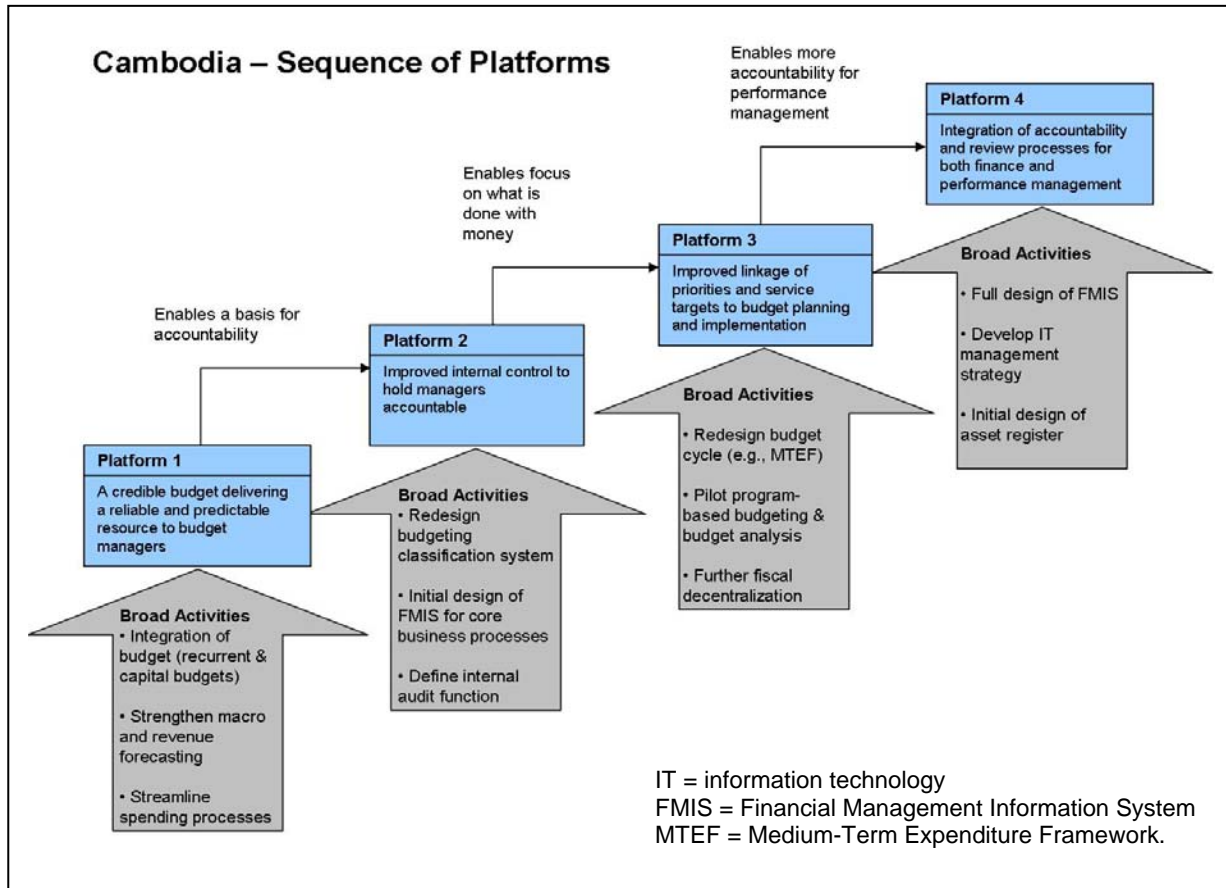 Cambodia – Sequence of Platforms
Platform 1
A credible budget delivering
a reliable and predictable
resource to budget
managers
Broad Activities
• Integration of
budget (recurrent &
capital budgets)
• Strengthen macro
and revenue
forecasting
• Streamline
spending processes
Enables a basis for
accountability
Platform 2
Improved internal control to
hold managers
accountable
Broad Activities
• Redesign
budgeting
classification system
• Initial design of
FMIS for core
business processes
• Define internal
audit function
Enables focus
on what is
done with
money
Platform 3
Improved linkage of
priorities and service
targets to budget planning
and implementation
Broad Activities
• Redesign budget
cycle (e.g., MTEF)
• Pilot program-
based budgeting &
budget analysis
• Further fiscal
decentralization
Enables more
accountability for
performance
management
Platform 4
Integration of accountability
and review processes for
both finance and
performance management
Broad Activities
• Full design of FMIS
• Develop IT
management
strategy
• Initial design of
asset register
IT = information technology
FMIS = Financial Management Information System
MTEF = Medium-Term Expenditure Framework.